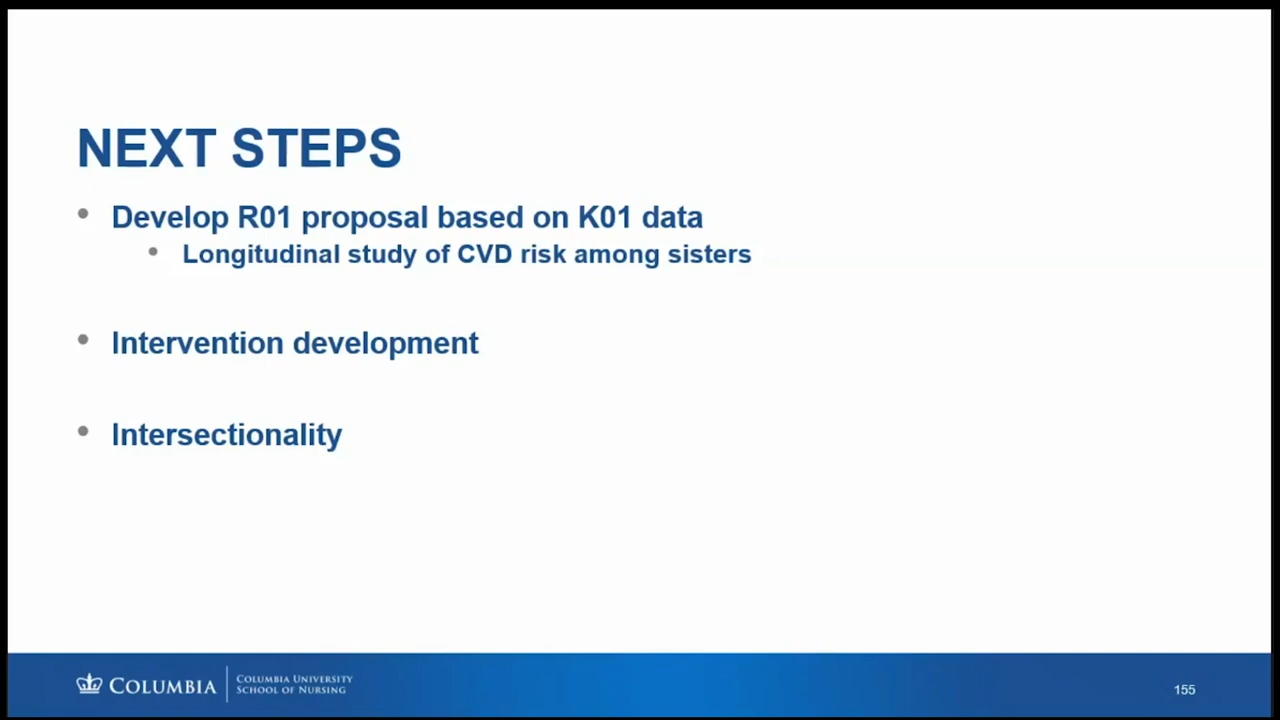 NEXT STEPS
• Develop R01 proposal based on K01 data
• Longitudinal study of CVD risk among sisters
• Intervention development
• Intersectionality
COLUMBIA
COLUMBIA UNIVERSITY
SCHOOL OF NURSING
155